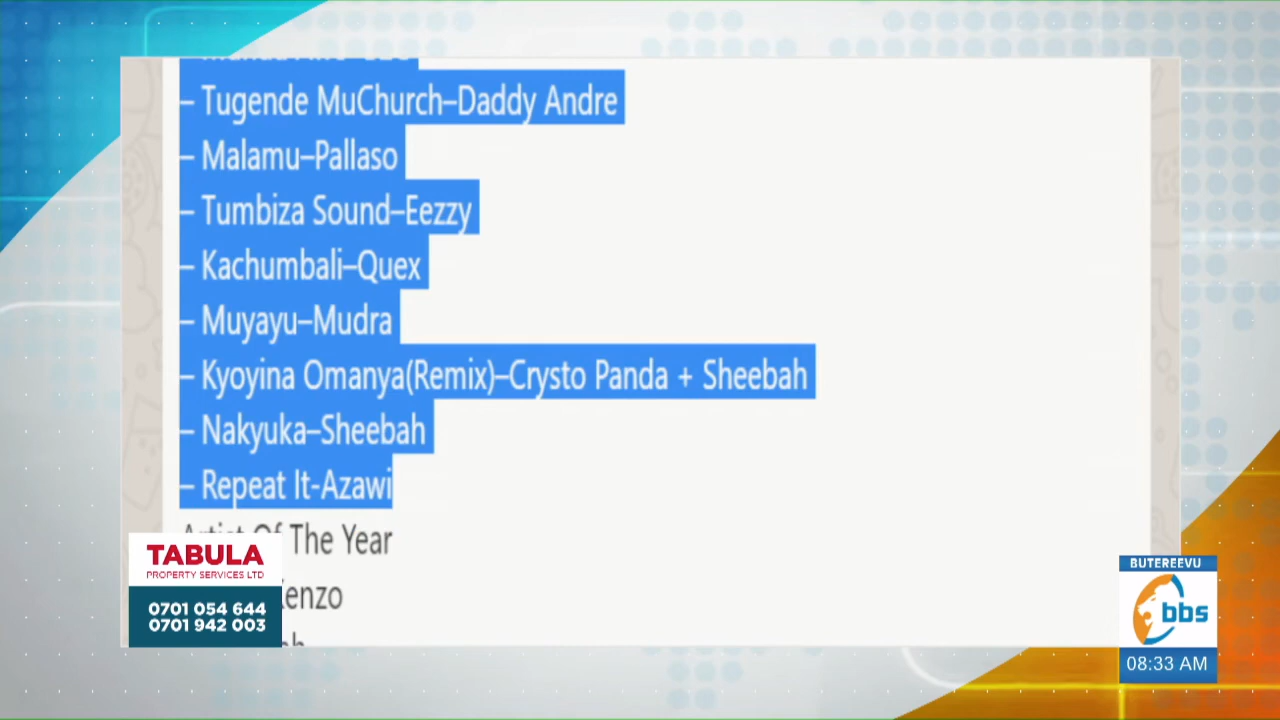 – Tugende MuChurch–Daddy Andre
– Malamu–Pallaso
– Tumbiza Sound–Eezzy
– Kachumbali–Quex
– Muyayu–Mudra
– Kyoyina Omanya(Remix)–Crysto Panda + Sheebah
– Nakyuka–Sheebah
– Repeat It-Azawi
Artist Of The Year
TABULA
PROPERTY SERVICES LTD
0701 054 644
0701 942 003
BUTEREEVU
bbs
08:33 AM